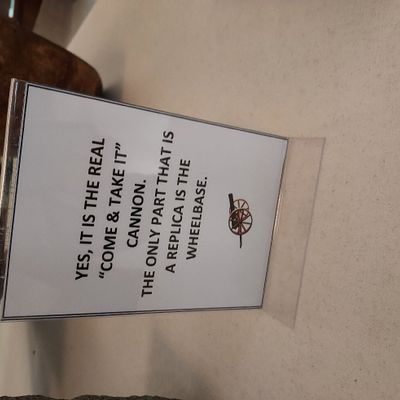 YES, IT IS THE REAL
“COME & TAKE IT”
CANNON.
THE ONLY PART THAT IS
A REPLICA IS THE
WHEELBASE.